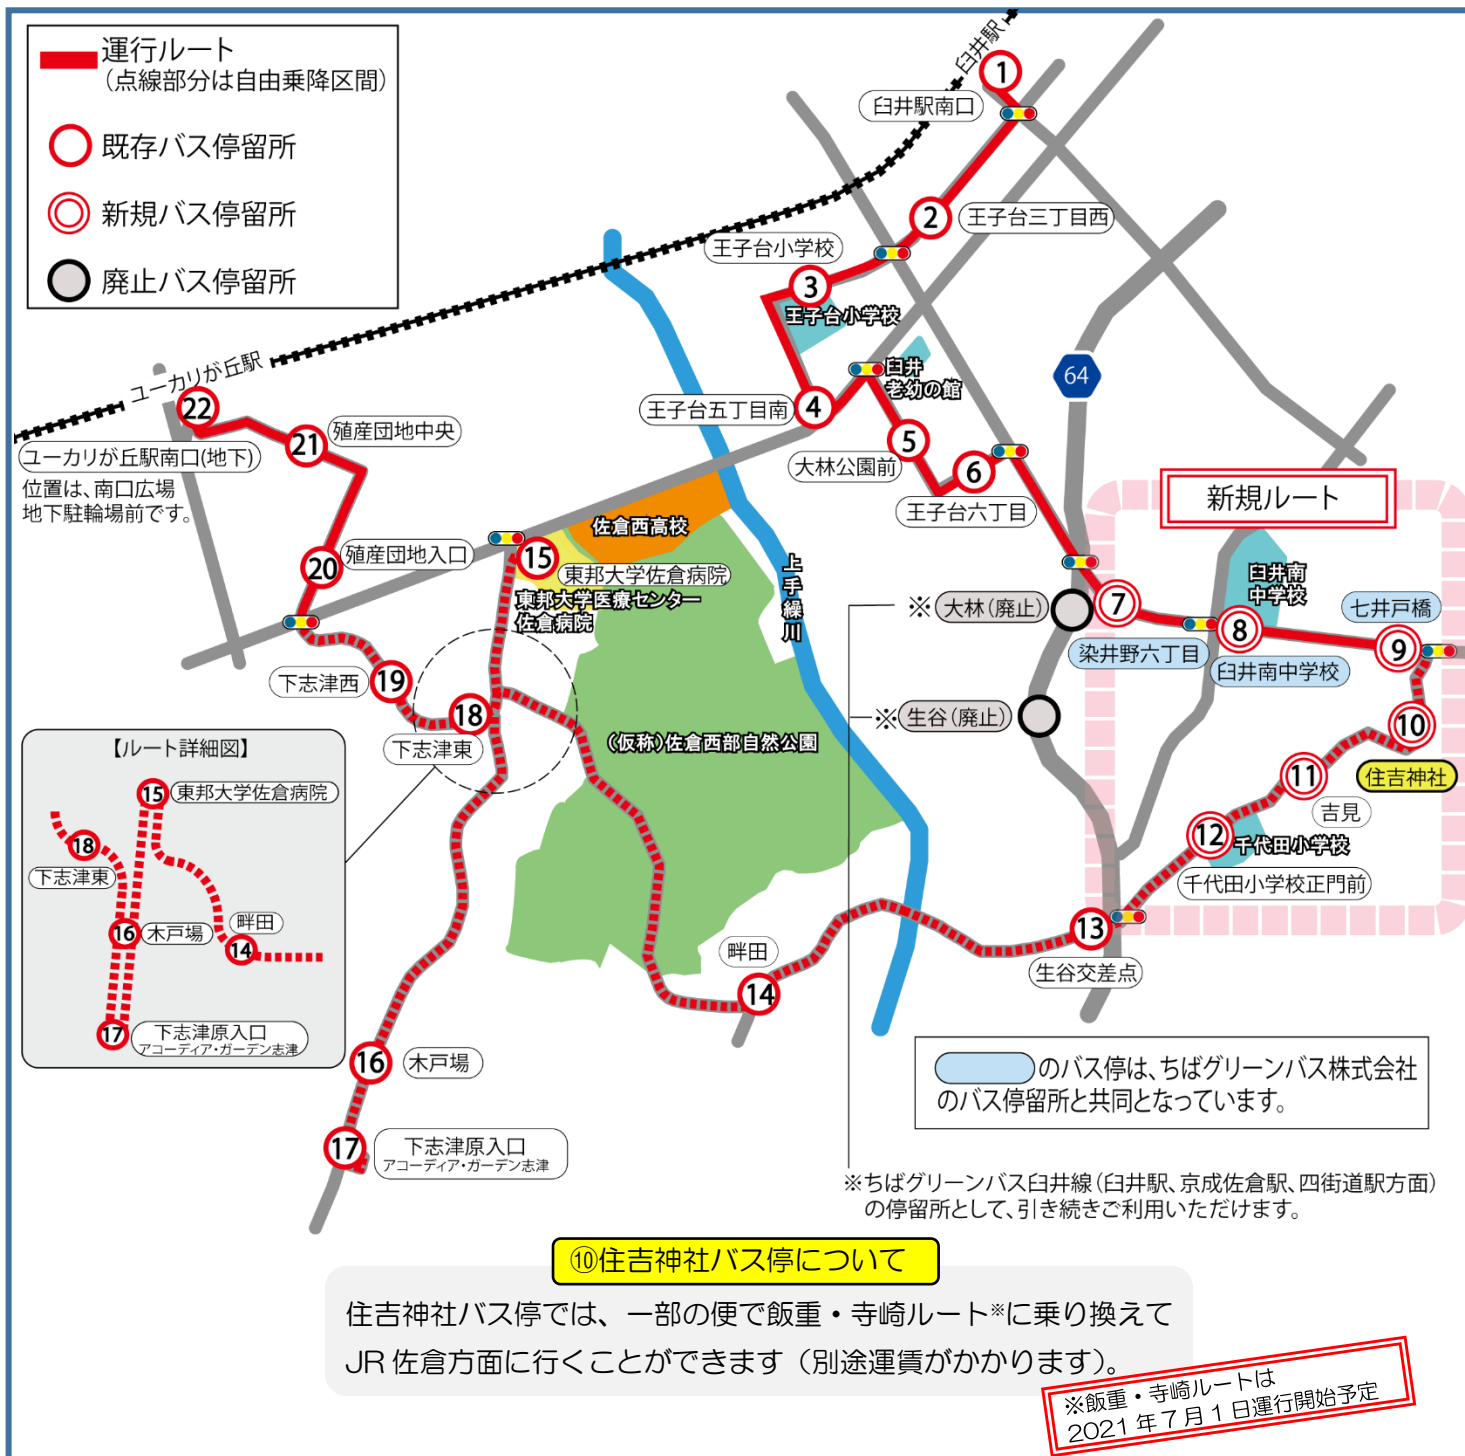 運行ルート
(点線部分は自由乗降区間)
既存バス停留所
新規バス停留所
廃止バス停留所
臼井駅
1
臼井駅南口
2
王子台三丁目西
王子台小学校
3
王子台小学校
臼井
老幼の館
王子台五丁目南
4
5
大林公園前
6
王子台六丁目
64
ユーカリが丘駅
22
ユーカリが丘駅南口(地下)
位置は、南口広場
地下駐輪場前です。
21
殖産団地中央
20
殖産団地入口
佐倉西高校
15
東邦大学佐倉病院
東邦大学医療センター
佐倉病院
上手繰川
新規ルート
臼井南
中学校
※
大林(廃止)
7
染井野六丁目
8
臼井南中学校
七井戸橋
9
※
生谷(廃止)
10
住吉神社
11
吉見
12
千代田小学校
千代田小学校正門前
13
生谷交差点
下志津西
19
18
下志津東
(仮称)佐倉西部自然公園
畔田
14
16
木戸場
17
下志津原入口
アコーディア・ガーデン志津
【ルート詳細図】
15
東邦大学佐倉病院
18
下志津東
16
木戸場
畔田
14
17
下志津原入口
アコーディア・ガーデン志津
のバス停は、ちばグリーンバス株式会社
のバス停留所と共同となっています。
※ちばグリーンバス臼井線(臼井駅、京成佐倉駅、四街道駅方面)
の停留所として、引き続きご利用いただけます。
⑩住吉神社バス停について
住吉神社バス停では、一部の便で飯重・寺崎ルート※に乗り換えて
JR佐倉方面に行くことができます（別途運賃がかかります）。
※飯重・寺崎ルートは
2021年7月1日運行開始予定